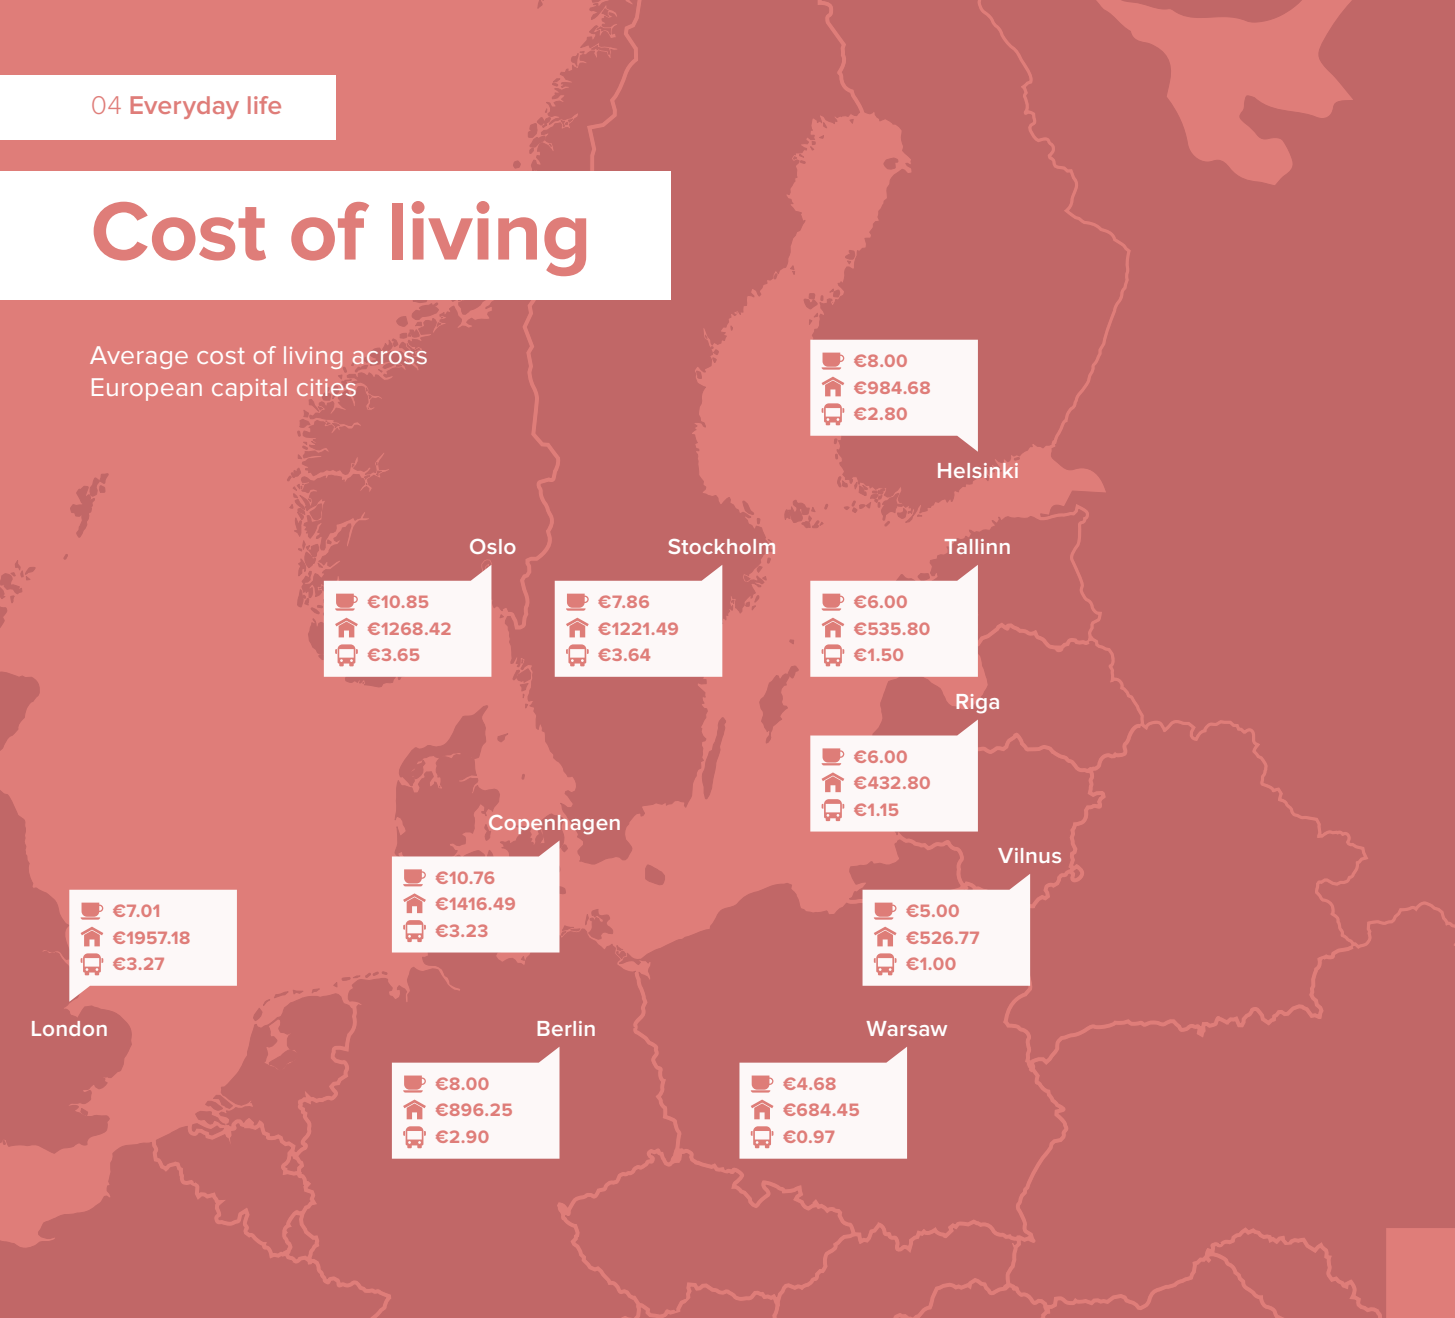 04 Everyday life
Cost of living
Average cost of living across
European capital cities
€8.00
€984.68
€2.80
Helsinki
Oslo
€10.85
€1268.42
€3.65
Stockholm
€7.86
€1221.49
€3.64
Tallinn
€6.00
€535.80
€1.50
Riga
€6.00
€432.80
€1.15
Copenhagen
€10.76
€1416.49
€3.23
Vilnus
€5.00
€526.77
€1.00
€7.01
€1957.18
€3.27
London
Berlin
€8.00
€896.25
€2.90
Warsaw
€4.68
€684.45
€0.97